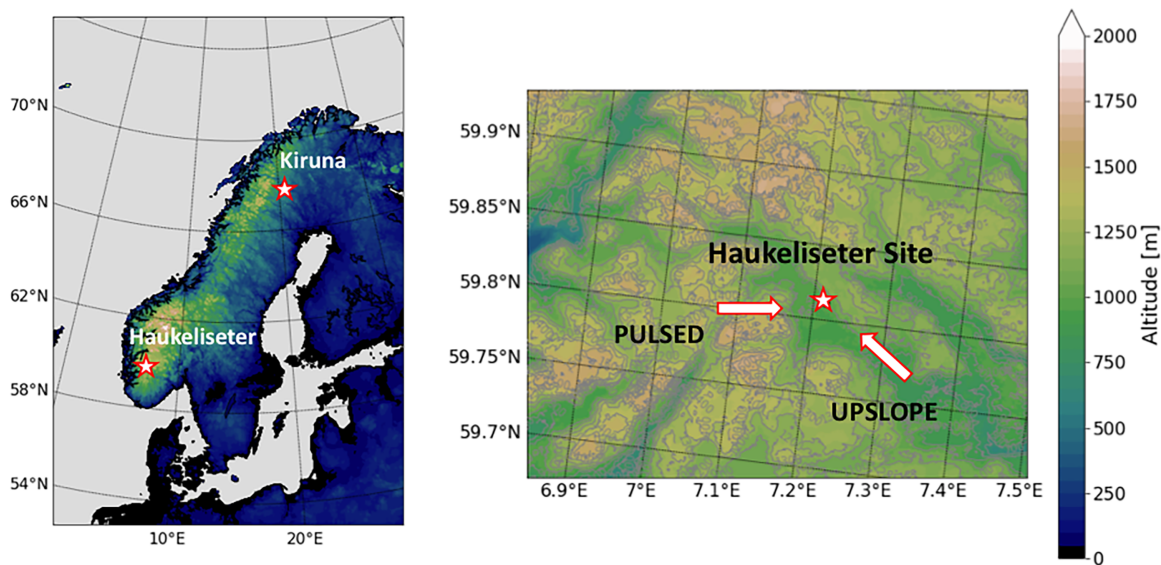 70°N
66°N
62°N
58°N
54°N
10°E
20°E
Kiruna
Haukeliseter
59.9°N
59.85°N
59.8°N
59.75°N
59.7°N
6.9°E
7°E
7.1°E
7.2°E
7.3°E
7.4°E
7.5°E
Haukeliseter Site
PULSED
UPSLOPE
2000
1750
1500
1250
1000
750
500
250
0
Altitude [m]